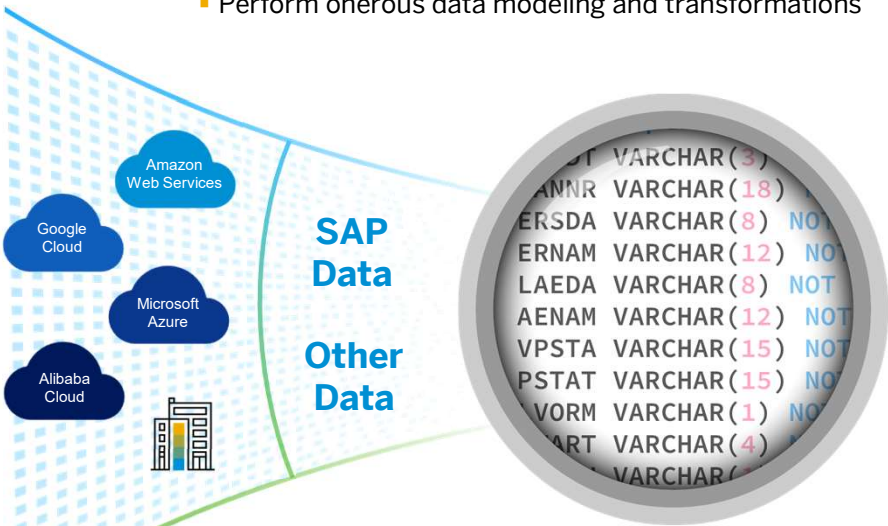 Perform onerous data modeling and transformations
Amazon
Web Services
Google
Cloud
Microsoft
Azure
Alibaba
Cloud
SAP
Data
Other
Data
VARCHAR(3)
VARCHAR(18)
ERSDA VARCHAR(8) NOT
ERNAM VARCHAR(12) NOT
LAEDA VARCHAR(8) NOT
AENAM VARCHAR(12) NOT
VPSTA VARCHAR(15) NOT
PSTAT VARCHAR(15) NOT
VORM VARCHAR(1) NO
ART VARCHAR(4)
VARCHAR(